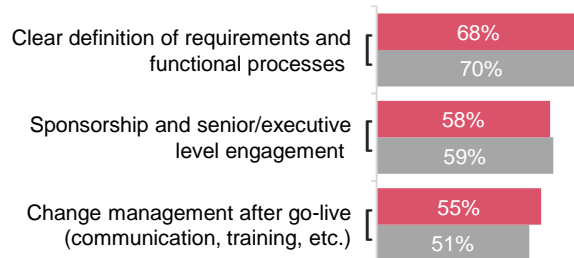 Clear definition of requirements and
functional processes
68%
70%
Sponsorship and senior/executive
level engagement
58%
59%
Change management after go-live
(communication, training, etc.)
55%
51%